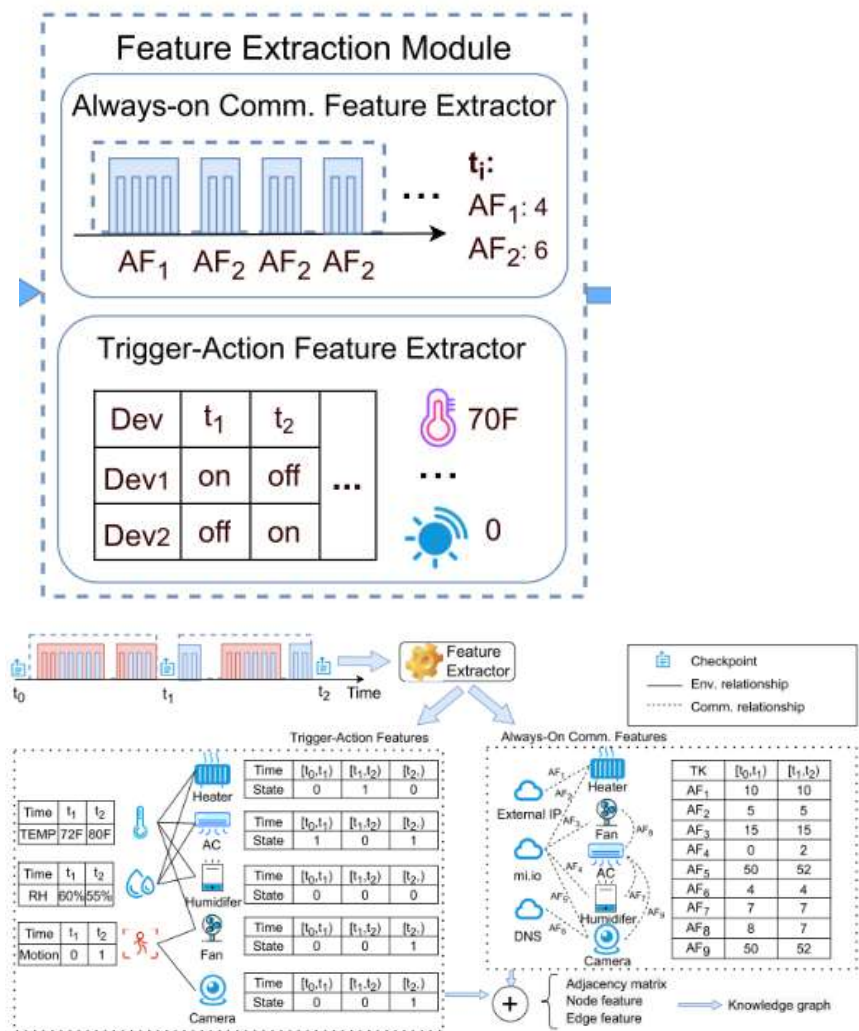 Feature Extraction Module
Always-on Comm. Feature Extractor
tᵢ:
AF₁: 4
AF₂: 6
...
AF₁ AF₂ AF₂ AF₂
Trigger-Action Feature Extractor
Dev t₁ t₂
Dev1 on off ...
Dev2 off on
70F
...
0
t₀ t₁ t₂ Time
Feature
Extractor
Checkpoint
Env. relationship
Comm. relationship
Trigger-Action Features
Time t₁ t₂
TEMP 72F 80F
Time t₁ t₂
RH 60% 55%
Time t₁ t₂
Motion 0 1
Heater
Time [t₀,t₁) [t₁,t₂) [t₂,)
State 0 1 0
AC
Time [t₀,t₁) [t₁,t₂) [t₂,)
State 1 0 1
Humidifer
Time [t₀,t₁) [t₁,t₂) [t₂,)
State 0 0 0
Fan
Time [t₀,t₁) [t₁,t₂) [t₂,)
State 0 0 1
Camera
Time [t₀,t₁) [t₁,t₂) [t₂,)
State 0 0 1
Always-On Comm. Features
External IP
mi.io
DNS
AF₁
AF₂
AF₃
AF₄
AF₅
AF₆
AF₉
Heater
Fan
AC
Humidifer
Camera
TK [t₀,t₁) [t₁,t₂)
AF₁ 10 10
AF₂ 5 5
AF₃ 15 15
AF₄ 0 2
AF₅ 50 52
AF₆ 4 4
AF₇ 7 7
AF₈ 8 7
AF₉ 50 52
+
Adjacency matrix
Node feature
Edge feature
Knowledge graph